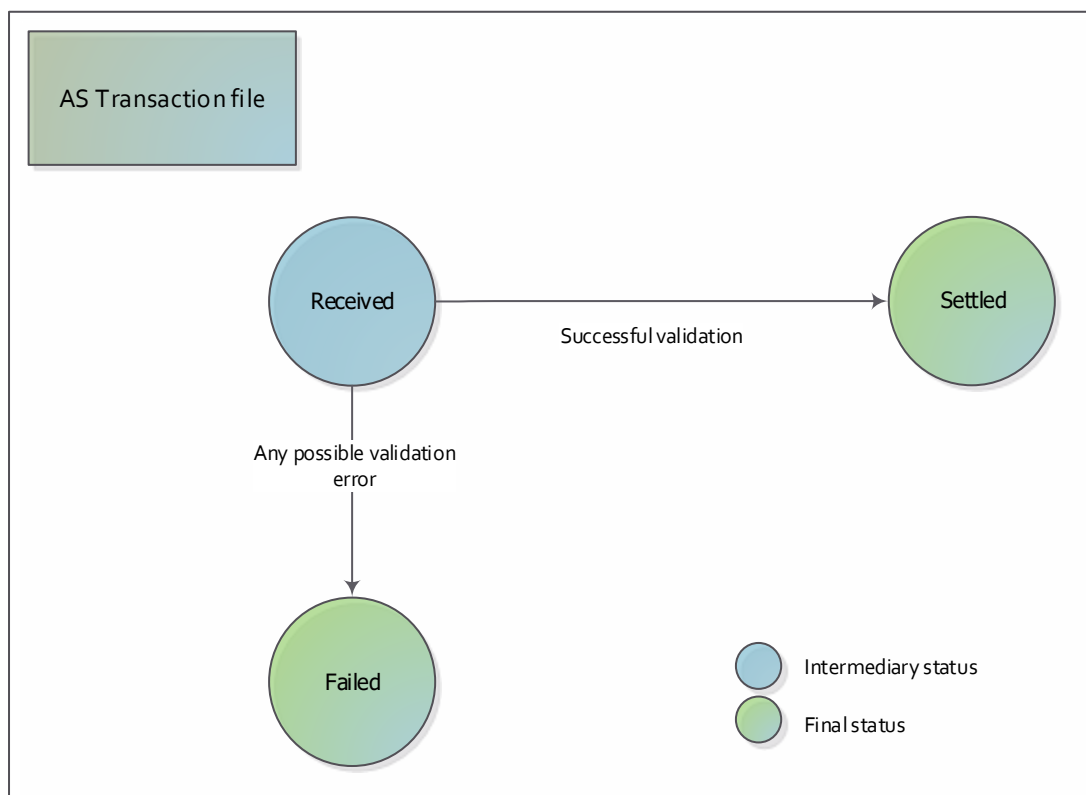 AS Transaction file
Received
Settled
Successful validation
Any possible validation
error
Failed
Intermediary status
Final status